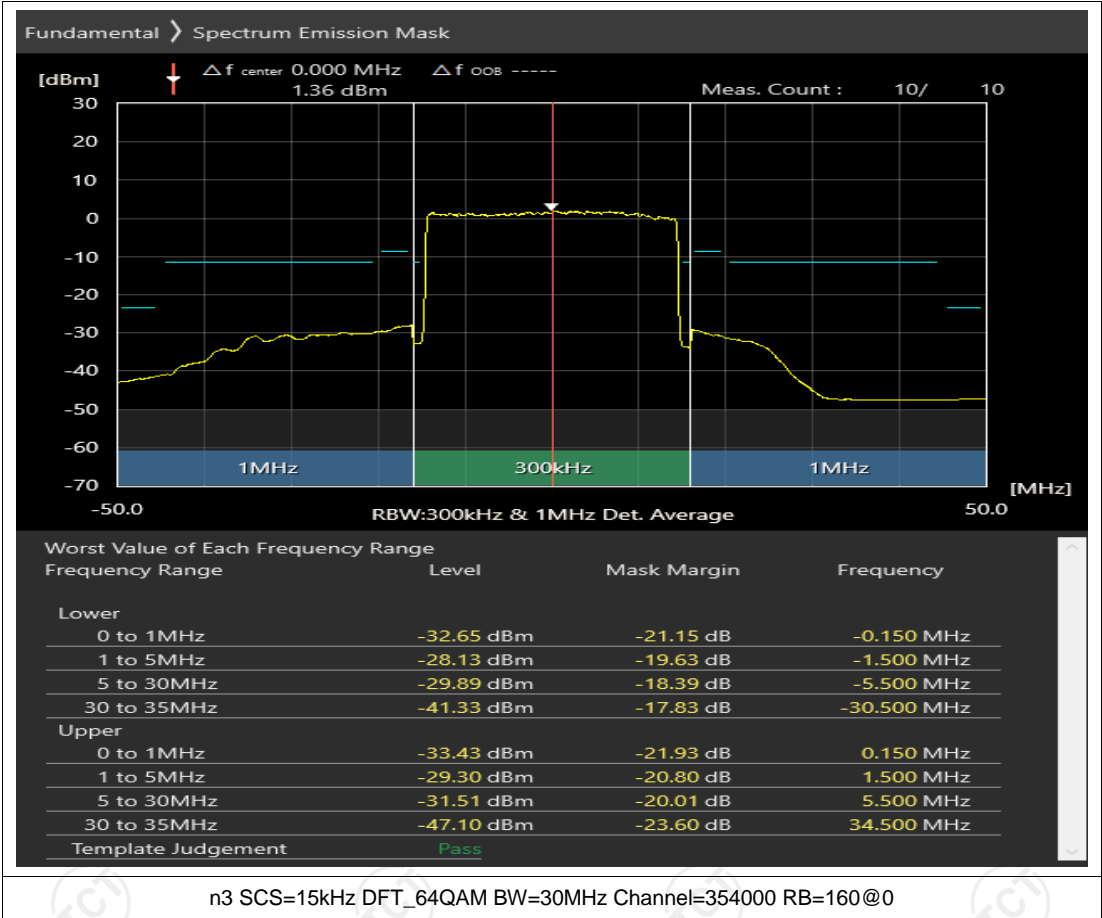 Fundamental ❯ Spectrum Emission Mask
[dBm] △f center 0.000 MHz △f OOB -----
1.36 dBm Meas. Count : 10/ 10
30
20
10
0
-10
-20
-30
-40
-50
-60
-70
1MHz 300kHz 1MHz
[MHz]
-50.0 RBW:300kHz & 1MHz Det. Average 50.0
Worst Value of Each Frequency Range
Frequency Range Level Mask Margin Frequency
Lower
0 to 1MHz -32.65 dBm -21.15 dB -0.150 MHz
1 to 5MHz -28.13 dBm -19.63 dB -1.500 MHz
5 to 30MHz -29.89 dBm -18.39 dB -5.500 MHz
30 to 35MHz -41.33 dBm -17.83 dB -30.500 MHz
Upper
0 to 1MHz -33.43 dBm -21.93 dB 0.150 MHz
1 to 5MHz -29.30 dBm -20.80 dB 1.500 MHz
5 to 30MHz -31.51 dBm -20.01 dB 5.500 MHz
30 to 35MHz -47.10 dBm -23.60 dB 34.500 MHz
Template Judgement Pass
n3 SCS=15kHz DFT_64QAM BW=30MHz Channel=354000 RB=160@0
TCT TCT TCT TCT